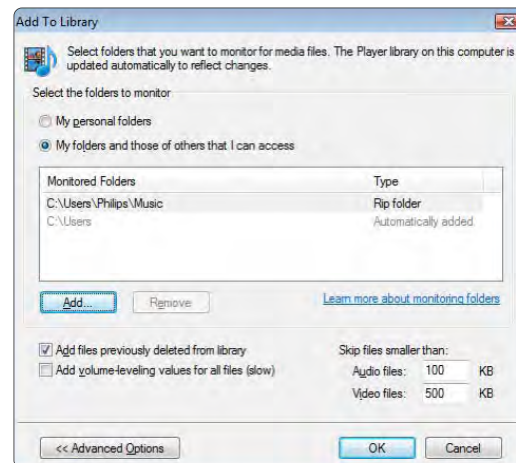 Add To Library
Select folders that you want to monitor for media files. The Player library on this computer is
updated automatically to reflect changes.
Select the folders to monitor
My personal folders
My folders and those of others that I can access
Monitored Folders Type
C:\Users\Philips\Music Rip folder
C:\Users Automatically added
Add... Remove Learn more about monitoring folders
Add files previously deleted from library Skip files smaller than:
Add volume-leveling values for all files (slow) Audio files: 100 KB
Video files: 500 KB
<< Advanced Options OK Cancel